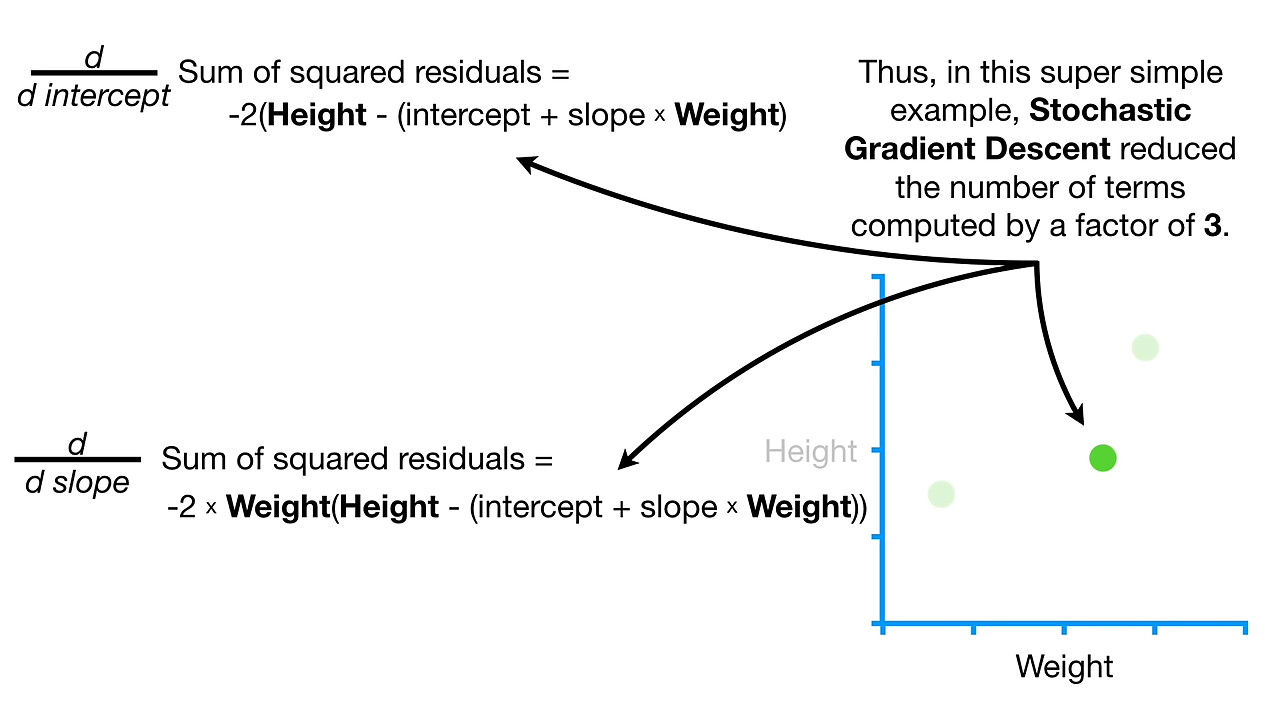 d
d intercept
Sum of squared residuals =
-2(Height - (intercept + slope x Weight)
Thus, in this super simple
example, Stochastic
Gradient Descent reduced
the number of terms
computed by a factor of 3.
d
d slope
Sum of squared residuals =
-2 x Weight(Height - (intercept + slope x Weight))
Height
Weight